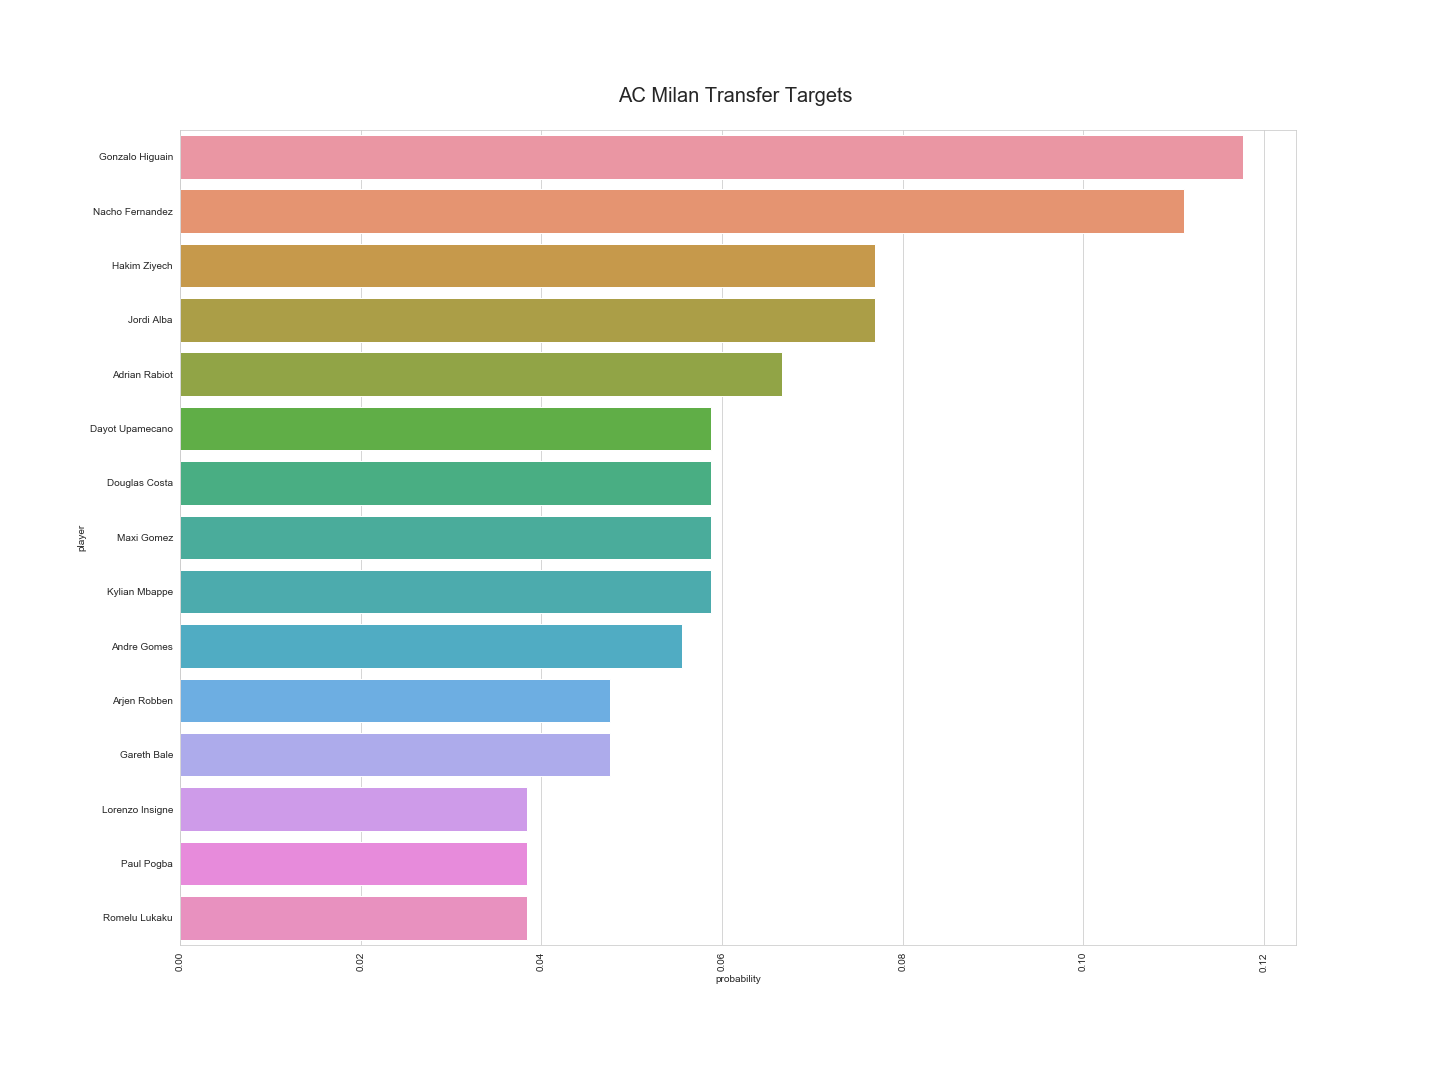 AC Milan Transfer Targets
Gonzalo Higuain
Nacho Fernandez
Hakim Ziyech
Jordi Alba
Adrian Rabiot
Dayot Upamecano
Douglas Costa
Maxi Gomez
Kylian Mbappe
Andre Gomes
Arjen Robben
Gareth Bale
Lorenzo Insigne
Paul Pogba
Romelu Lukaku
player
0.00 0.02 0.04 0.06 0.08 0.10 0.12
probability